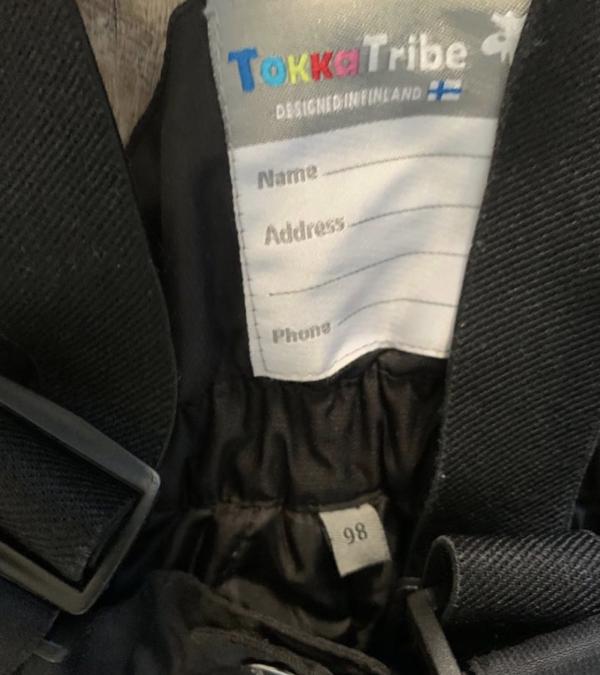 TOKKATribe
DESIGNED IN FINLAND
Name
Address
Phone
98